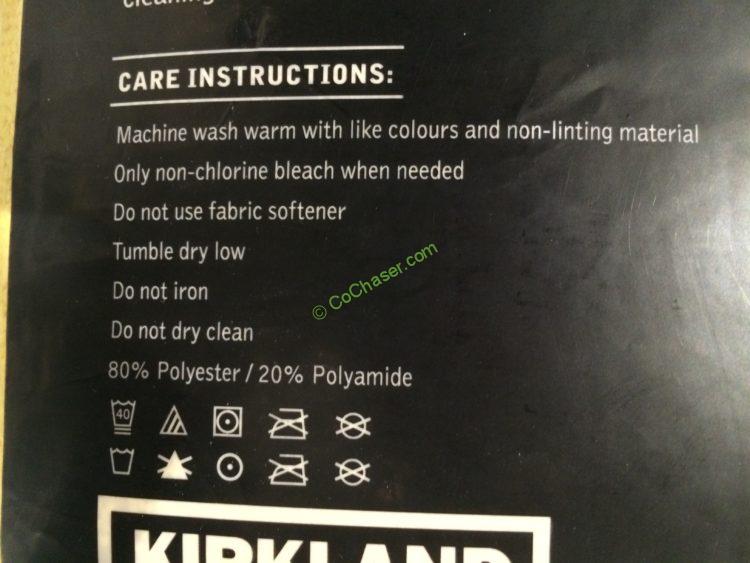 cleaning
CARE INSTRUCTIONS:
Machine wash warm with like colours and non-linting material
Only non-chlorine bleach when needed
Do not use fabric softener
Tumble dry low
Do not iron
Do not dry clean
80% Polyester / 20% Polyamide
© CoChaser.com
40
KIRKLAND